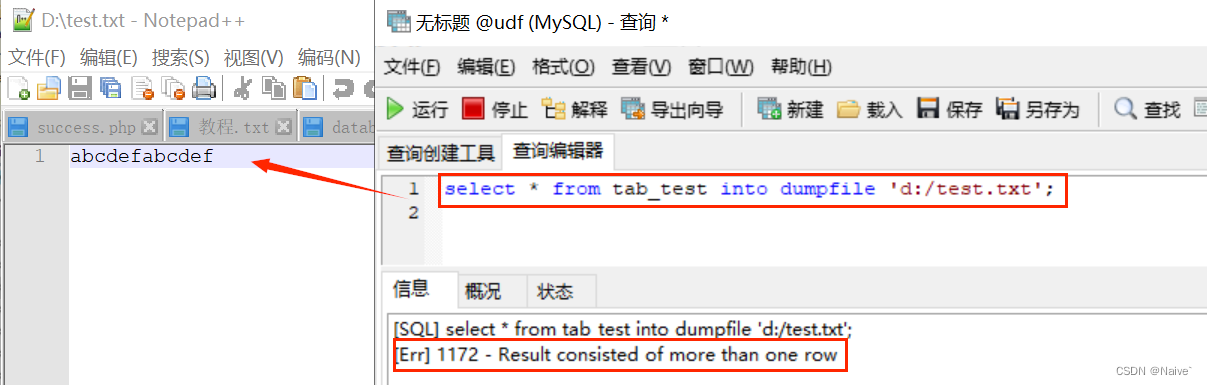 D:\test.txt - Notepad++
文件(F) 编辑(E) 搜索(S) 视图(V) 编码(N)
success.php 教程.txt datab
1 abcdefabcdef
无标题 @udf (MySQL) - 查询 *
文件(F) 编辑(E) 格式(O) 查看(V) 窗口(W) 帮助(H)
运行 停止 解释 导出向导 新建 载入 保存 另存为 查找
查询创建工具 查询编辑器
1 select * from tab_test into dumpfile 'd:/test.txt';
2
信息 概况 状态
[SQL] select * from tab test into dumpfile 'd:/test.txt';
[Err] 1172 - Result consisted of more than one row
CSDN @Naive`